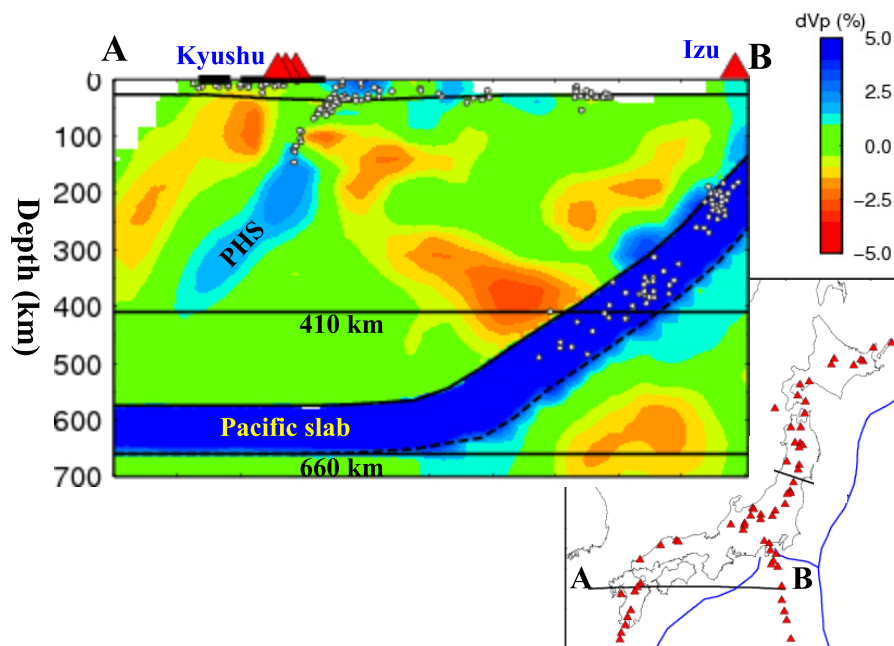 dVp (%)
A
Kyushu
Izu
B
5.0
2.5
0.0
-2.5
-5.0
0
100
200
300
400
500
600
700
Depth (km)
PHS
410 km
Pacific slab
660 km
A
B